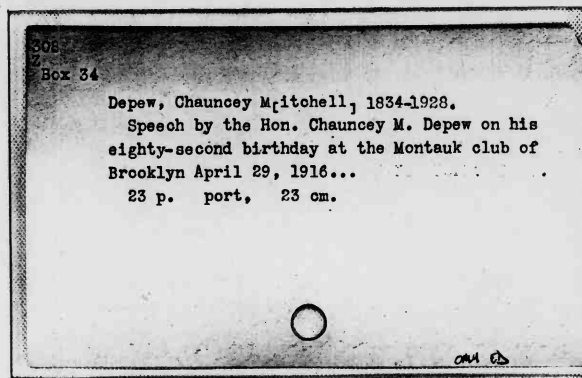 308
Z
Box 34
Depew, Chauncey M[itchell] 1834-1928.
Speech by the Hon. Chauncey M. Depew on his
eighty-second birthday at the Montauk club of
Brooklyn April 29, 1916...
23 p. port, 23 cm.